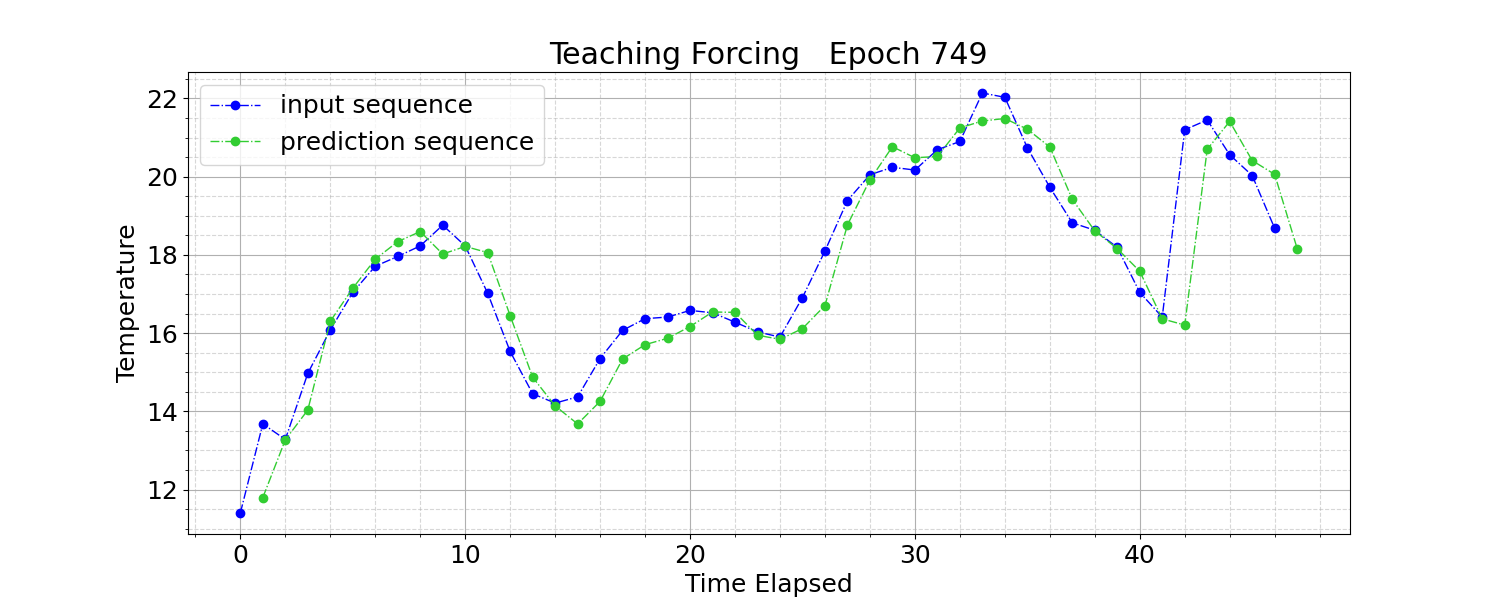 Teaching Forcing   Epoch 749
input sequence
prediction sequence
Temperature
22
20
18
16
14
12
0 10 20 30 40
Time Elapsed